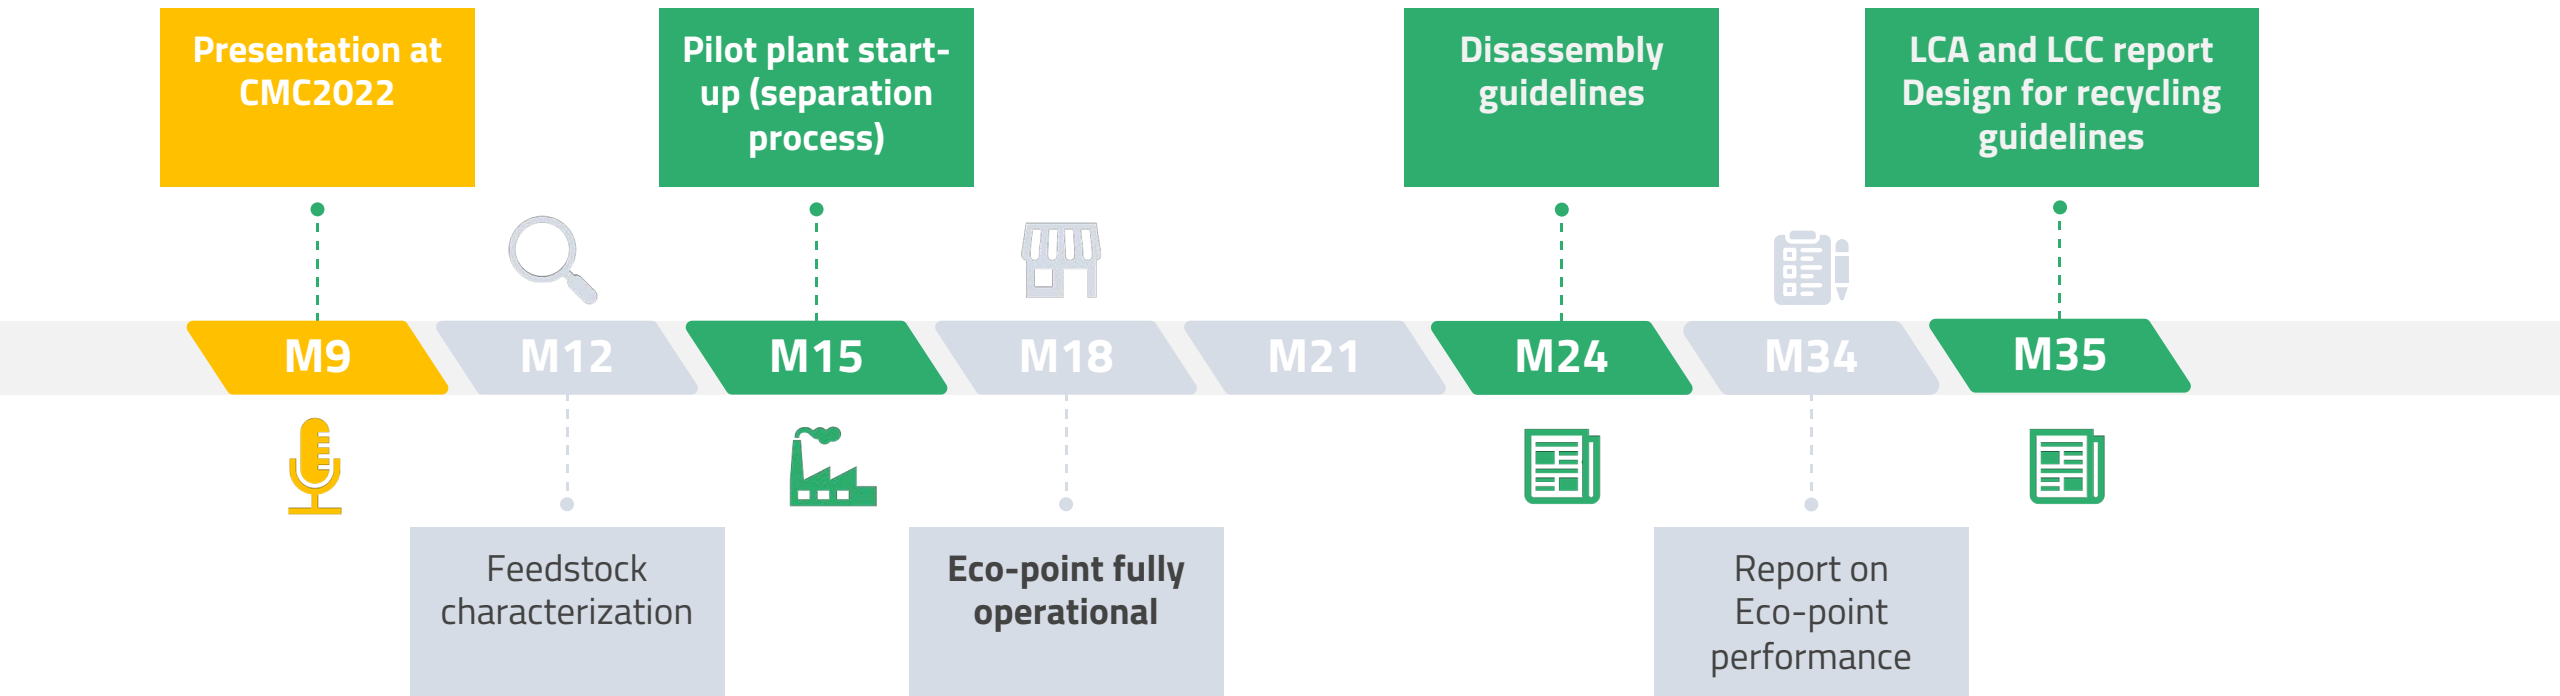 Presentation at
CMC2022
Pilot plant start-
up (separation
process)
Disassembly
guidelines
LCA and LCC report
Design for recycling
guidelines
M9
M12
M15
M18
M21
M24
M34
M35
Feedstock
characterization
Eco-point fully
operational
Report on
Eco-point
performance